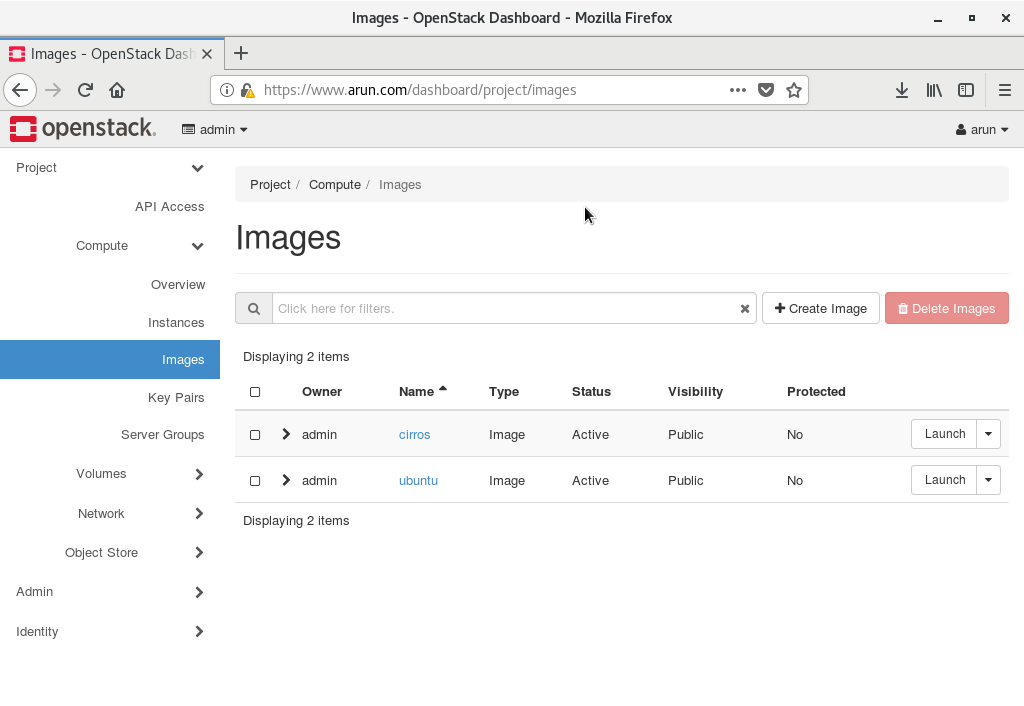 Images - OpenStack Dashboard - Mozilla Firefox
Images - OpenStack Dash
https://www.arun.com/dashboard/project/images
openstack.
admin
arun
Project
API Access
Compute
Overview
Instances
Images
Key Pairs
Server Groups
Volumes
Network
Object Store
Admin
Identity
Project / Compute / Images
Images
Click here for filters.
Create Image
Delete Images
Displaying 2 items
Owner Name Type Status Visibility Protected
admin cirros Image Active Public No Launch
admin ubuntu Image Active Public No Launch
Displaying 2 items